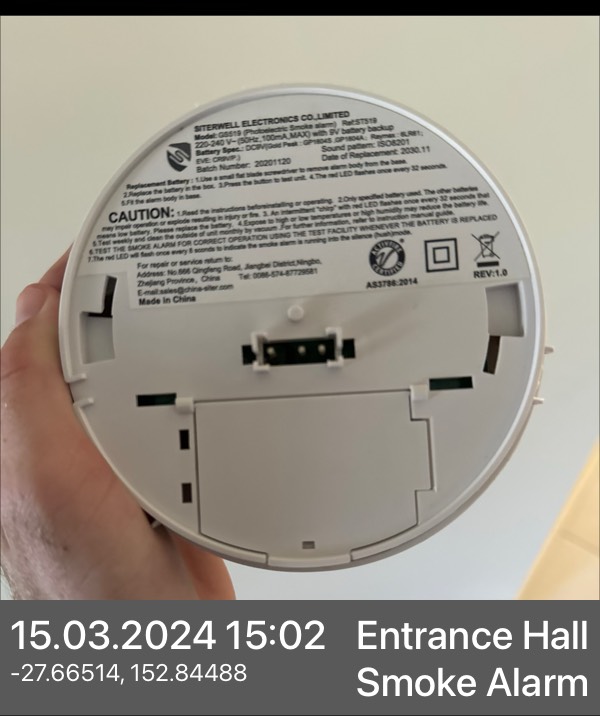 SITERWELL ELECTRONICS CO.,LIMITED
Model: GS519 (Photoelectric Smoke alarm) Ref:ST519
220-240 V~(50Hz,100mA,MAX) with 9V battery backup
Battery Spec.: DC9V(Gold Peak: GP1604S, GP1604A; Raymax: 6LR61;
EVE: CR9V/P.) Sound pattern: ISO8201
Batch Number: 20201120 Date of Replacement: 2030.11
Replacement Battery: 1.Use a small flat blade screwdriver to remove alarm body from the base.
2.Replace the battery in the box. 3.Press the button to test unit. 4.The red LED flashes once every 32 seconds.
5.Fit the alarm body in base.
CAUTION: 1.Read the instructions before operating. 2.Only specified battery used. The other batteries
may impair operation or explode resulting in injury or fire. 3. An intermittent "chirp" with red LED flashes once every 32 seconds that
means low battery. Please replace the battery. 4.Expose to high or low temperatures or high humidity may reduce the battery life.
5.Test weekly and clean the outside of unit monthly by vacuum. For further information, refer to instruction manual guide.
6.TEST THE SMOKE ALARM FOR CORRECT OPERATION USING THE TEST FACILITY WHENEVER THE BATTERY IS REPLACED
7.The red LED will flash once every 8 seconds to indicate the smoke alarm is running into the silence (hush)mode.
For repair or service return to:
Address: No.666 Qingfeng Road, Jiangbei District,Ningbo,
Zhejiang Province, China Tel: 0086-574-87729581
E-mail:sales@china-siter.com
Made in China
AS3786:2014
REV:1.0
15.03.2024 15:02
-27.66514, 152.84488
Entrance Hall
Smoke Alarm